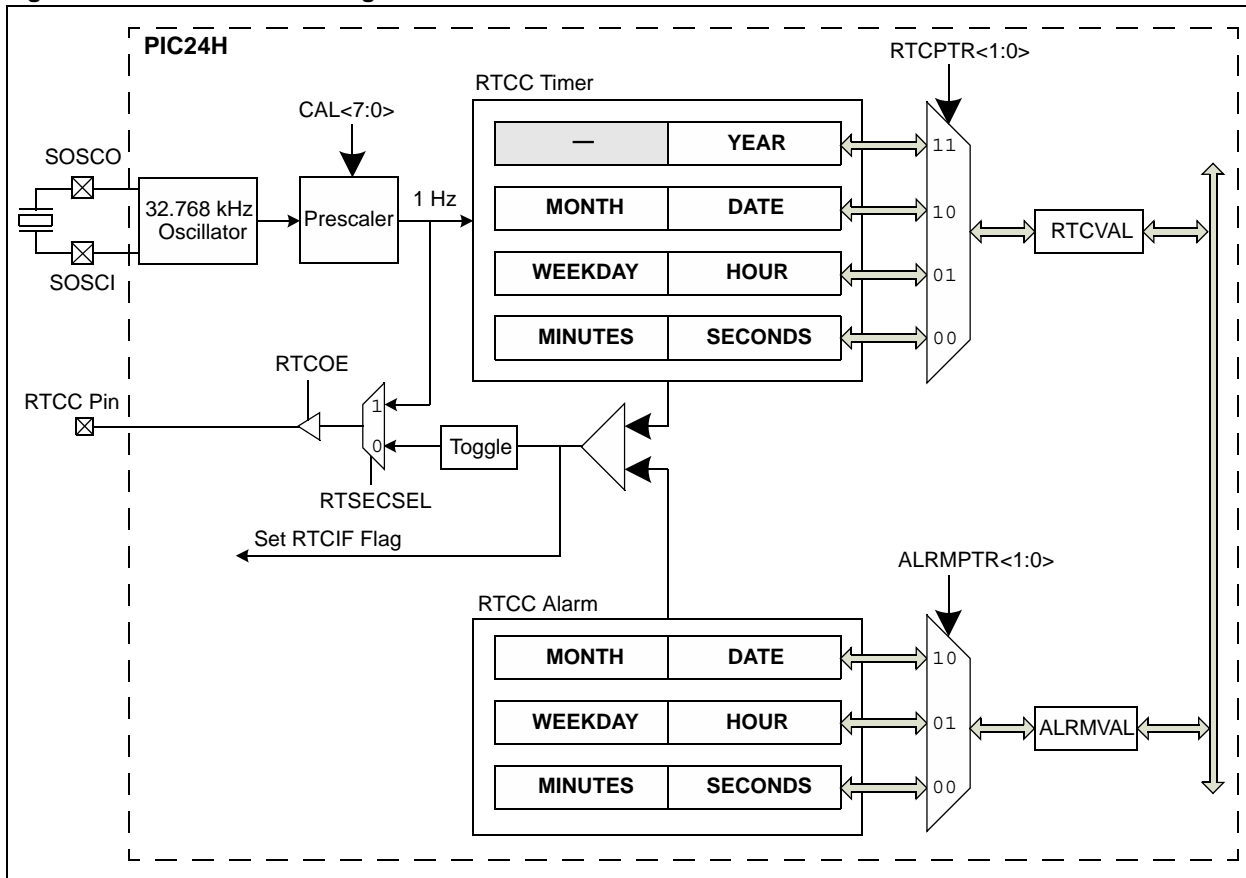 PIC24H
RTCPTR<1:0>
RTCC Timer
CAL<7:0>
SOSCO
SOSCI
32.768 kHz
Oscillator
Prescaler
1 Hz
— YEAR
MONTH DATE
WEEKDAY HOUR
MINUTES SECONDS
11
10
01
00
RTCVAL
RTCOE
RTCC Pin
1
0
Toggle
RTSECSEL
Set RTCIF Flag
ALRMPTR<1:0>
RTCC Alarm
MONTH DATE
WEEKDAY HOUR
MINUTES SECONDS
10
01
00
ALRMVAL